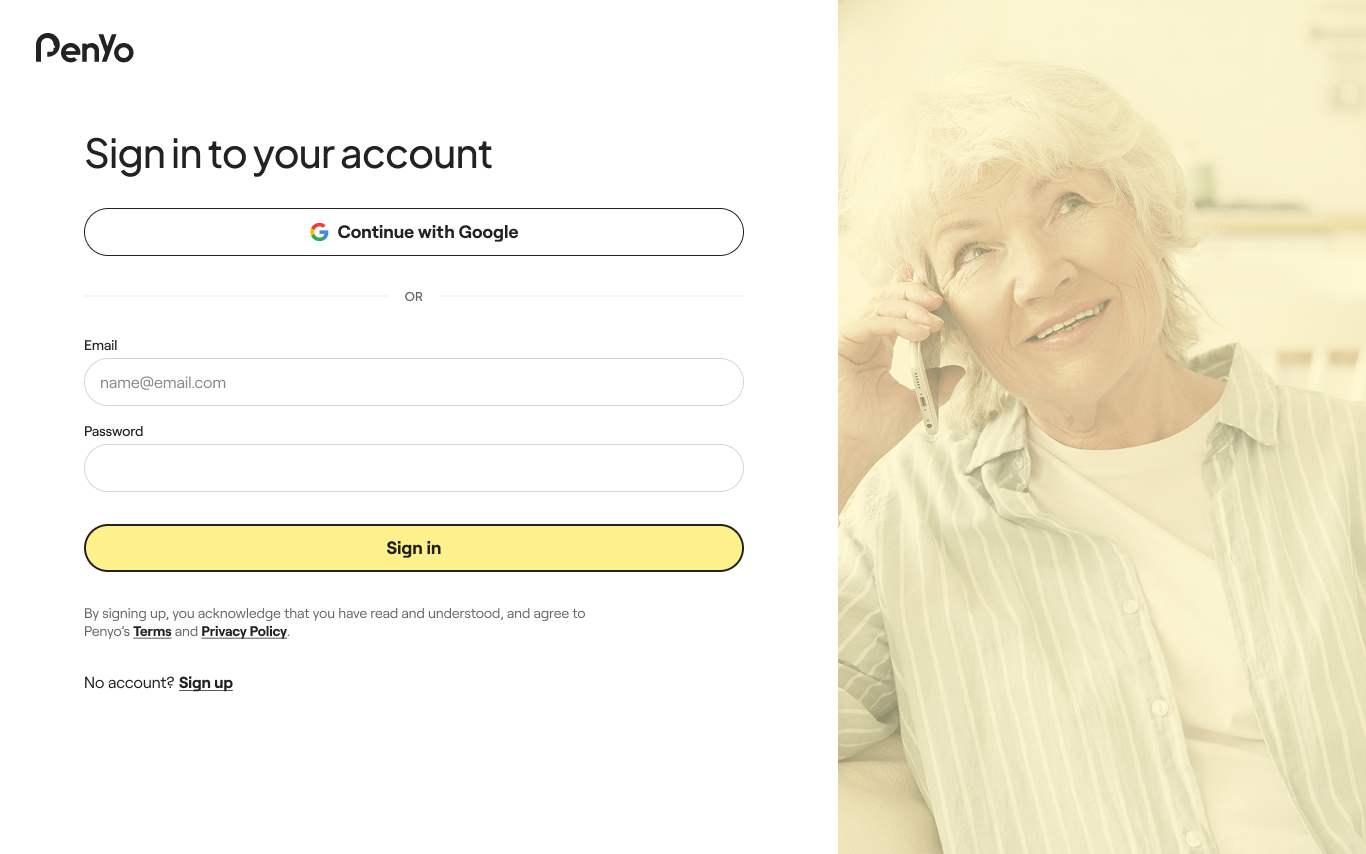 PenYo
Sign in to your account
Continue with Google
OR
Email
name@email.com
Password
Sign in
By signing up, you acknowledge that you have read and understood, and agree to
Penyo’s Terms and Privacy Policy.
No account? Sign up